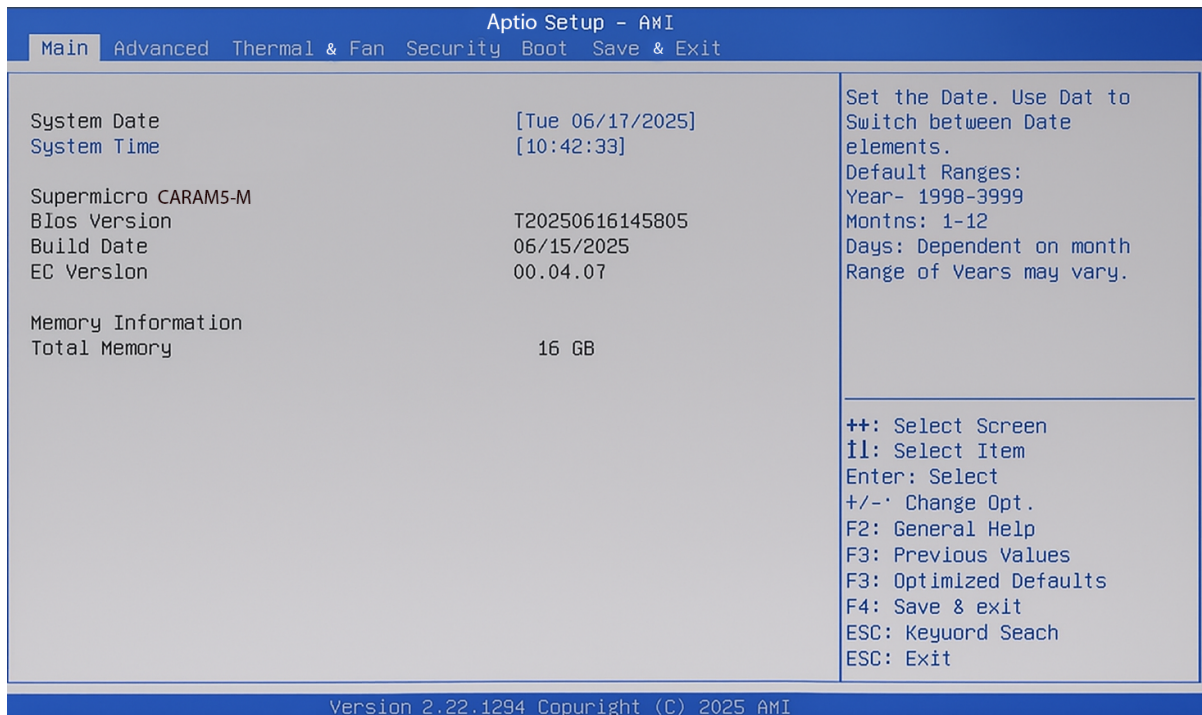 Aptio Setup - AMI
Main Advanced Thermal & Fan Security Boot Save & Exit
System Date [Tue 06/17/2025]
System Time [10:42:33]
Supermicro CARAM5-M
BIos Version T20250616145805
Build Date 06/15/2025
EC Verslon 00.04.07
Memory Information
Total Memory 16 GB
Set the Date. Use Dat to
Switch between Date
elements.
Default Ranges:
Year- 1998-3999
Montns: 1-12
Days: Dependent on month
Range of Vears may vary.
++: Select Screen
↑↓: Select Item
Enter: Select
+/-· Change Opt.
F2: General Help
F3: Previous Values
F3: Optimized Defaults
F4: Save & exit
ESC: Keyuord Seach
ESC: Exit
Version 2.22.1294 Copuright (C) 2025 AMI